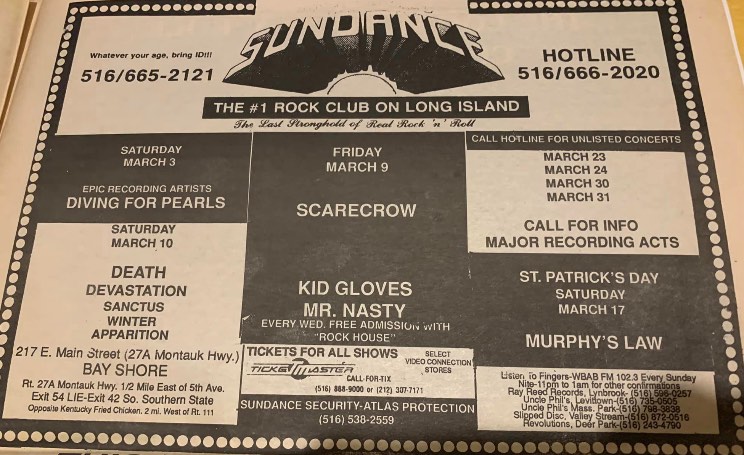 Whatever your age, bring ID!!!
516/665-2121
SUNDANCE
HOTLINE
516/666-2020
THE #1 ROCK CLUB ON LONG ISLAND
The Last Stronghold of Real Rock 'n' Roll
SATURDAY
MARCH 3
EPIC RECORDING ARTISTS
DIVING FOR PEARLS
SATURDAY
MARCH 10
DEATH
DEVASTATION
SANCTUS
WINTER
APPARITION
217 E. Main Street (27A Montauk Hwy.)
BAY SHORE
Rt. 27A Montauk Hwy. 1/2 Mile East of 5th Ave.
Exit 54 LIE-Exit 42 So. Southern State
Opposite Kentucky Fried Chicken. 2 mi. West of Rt. 111
FRIDAY
MARCH 9
SCARECROW
KID GLOVES
MR. NASTY
EVERY WED. FREE ADMISSION WITH
"ROCK HOUSE"
TICKETS FOR ALL SHOWS
SELECT
VIDEO CONNECTION
STORES
TICKETMASTER
CALL-FOR-TIX
(516) 888-9000 or (212) 307-7171
SUNDANCE SECURITY-ATLAS PROTECTION
(516) 538-2559
CALL HOTLINE FOR UNLISTED CONCERTS
MARCH 23
MARCH 24
MARCH 30
MARCH 31
CALL FOR INFO
MAJOR RECORDING ACTS
ST. PATRICK'S DAY
SATURDAY
MARCH 17
MURPHY'S LAW
Listen To Fingers-WBAB FM 102.3 Every Sunday
Nite-11pm to 1am for other confirmations
Ray Reed Records, Lynbrook- (516) 596-0257
Uncle Phil's, Levittown-(516) 735-0505
Uncle Phil's Mass. Park-(516) 798-3838
Slipped Disc, Valley Stream-(516) 872-0516
Revolutions, Deer Park-(516) 243-4790